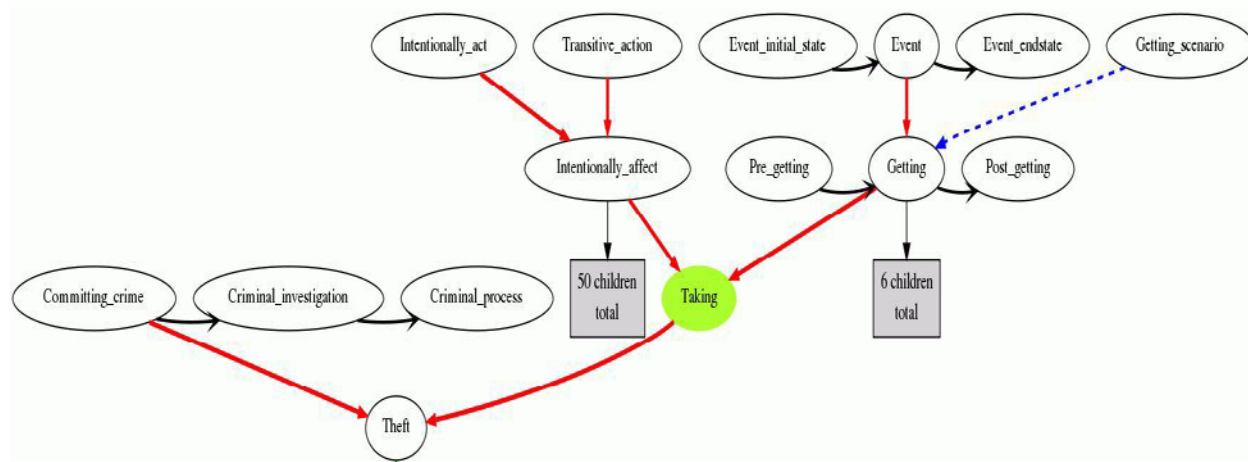 Intentionally_act
Transitive_action
Event_initial_state
Event
Event_endstate
Getting_scenario
Intentionally_affect
Pre_getting
Getting
Post_getting
Committing_crime
Criminal_investigation
Criminal_process
50 children
total
Taking
6 children
total
Theft